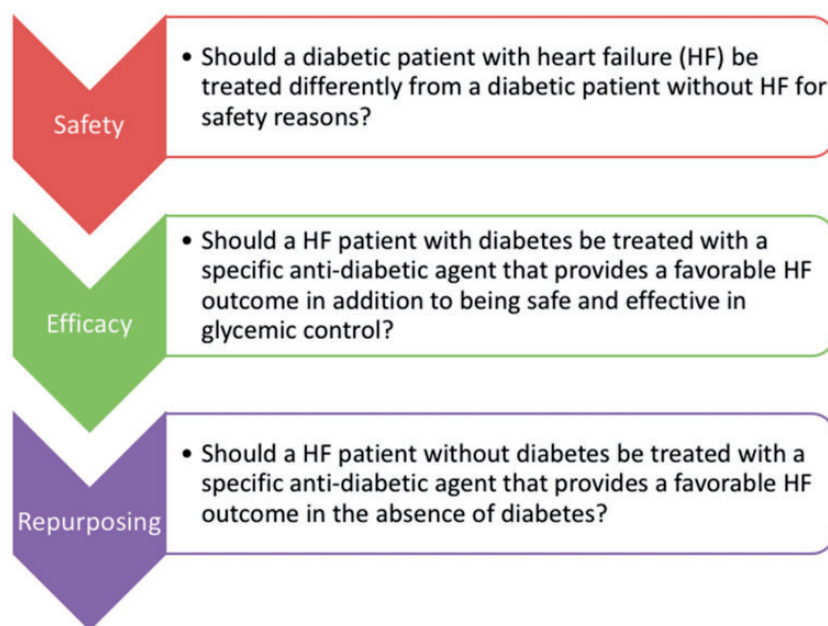 Safety
• Should a diabetic patient with heart failure (HF) be
treated differently from a diabetic patient without HF for
safety reasons?
Efficacy
• Should a HF patient with diabetes be treated with a
specific anti-diabetic agent that provides a favorable HF
outcome in addition to being safe and effective in
glycemic control?
Repurposing
• Should a HF patient without diabetes be treated with a
specific anti-diabetic agent that provides a favorable HF
outcome in the absence of diabetes?